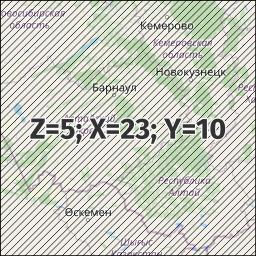 Кемерово
Новосибирская
область
Кемеровская
область
Новокузнецк
Барнаул
Z=5; X=23; Y=10
Республика
Алтай
Өскемен
Шығыс
Қазақстан